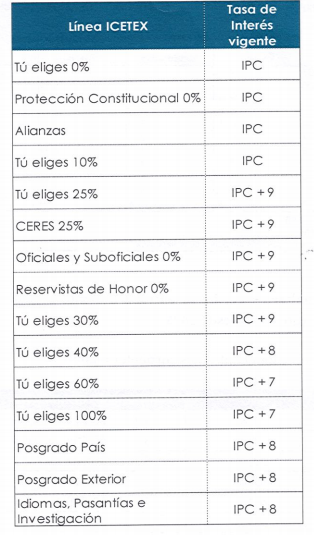 Línea ICETEX
Tasa de
Interés
vigente
Tú eliges 0% IPC
Protección Constitucional 0% IPC
Alianzas IPC
Tú eliges 10% IPC
Tú eliges 25% IPC + 9
CERES 25% IPC + 9
Oficiales y Suboficiales 0% IPC + 9
Reservistas de Honor 0% IPC + 9
Tú eliges 30% IPC + 9
Tú eliges 40% IPC + 8
Tú eliges 60% IPC + 7
Tú eliges 100% IPC + 7
Posgrado País IPC + 8
Posgrado Exterior IPC + 8
Idiomas, Pasantías e
Investigación IPC + 8